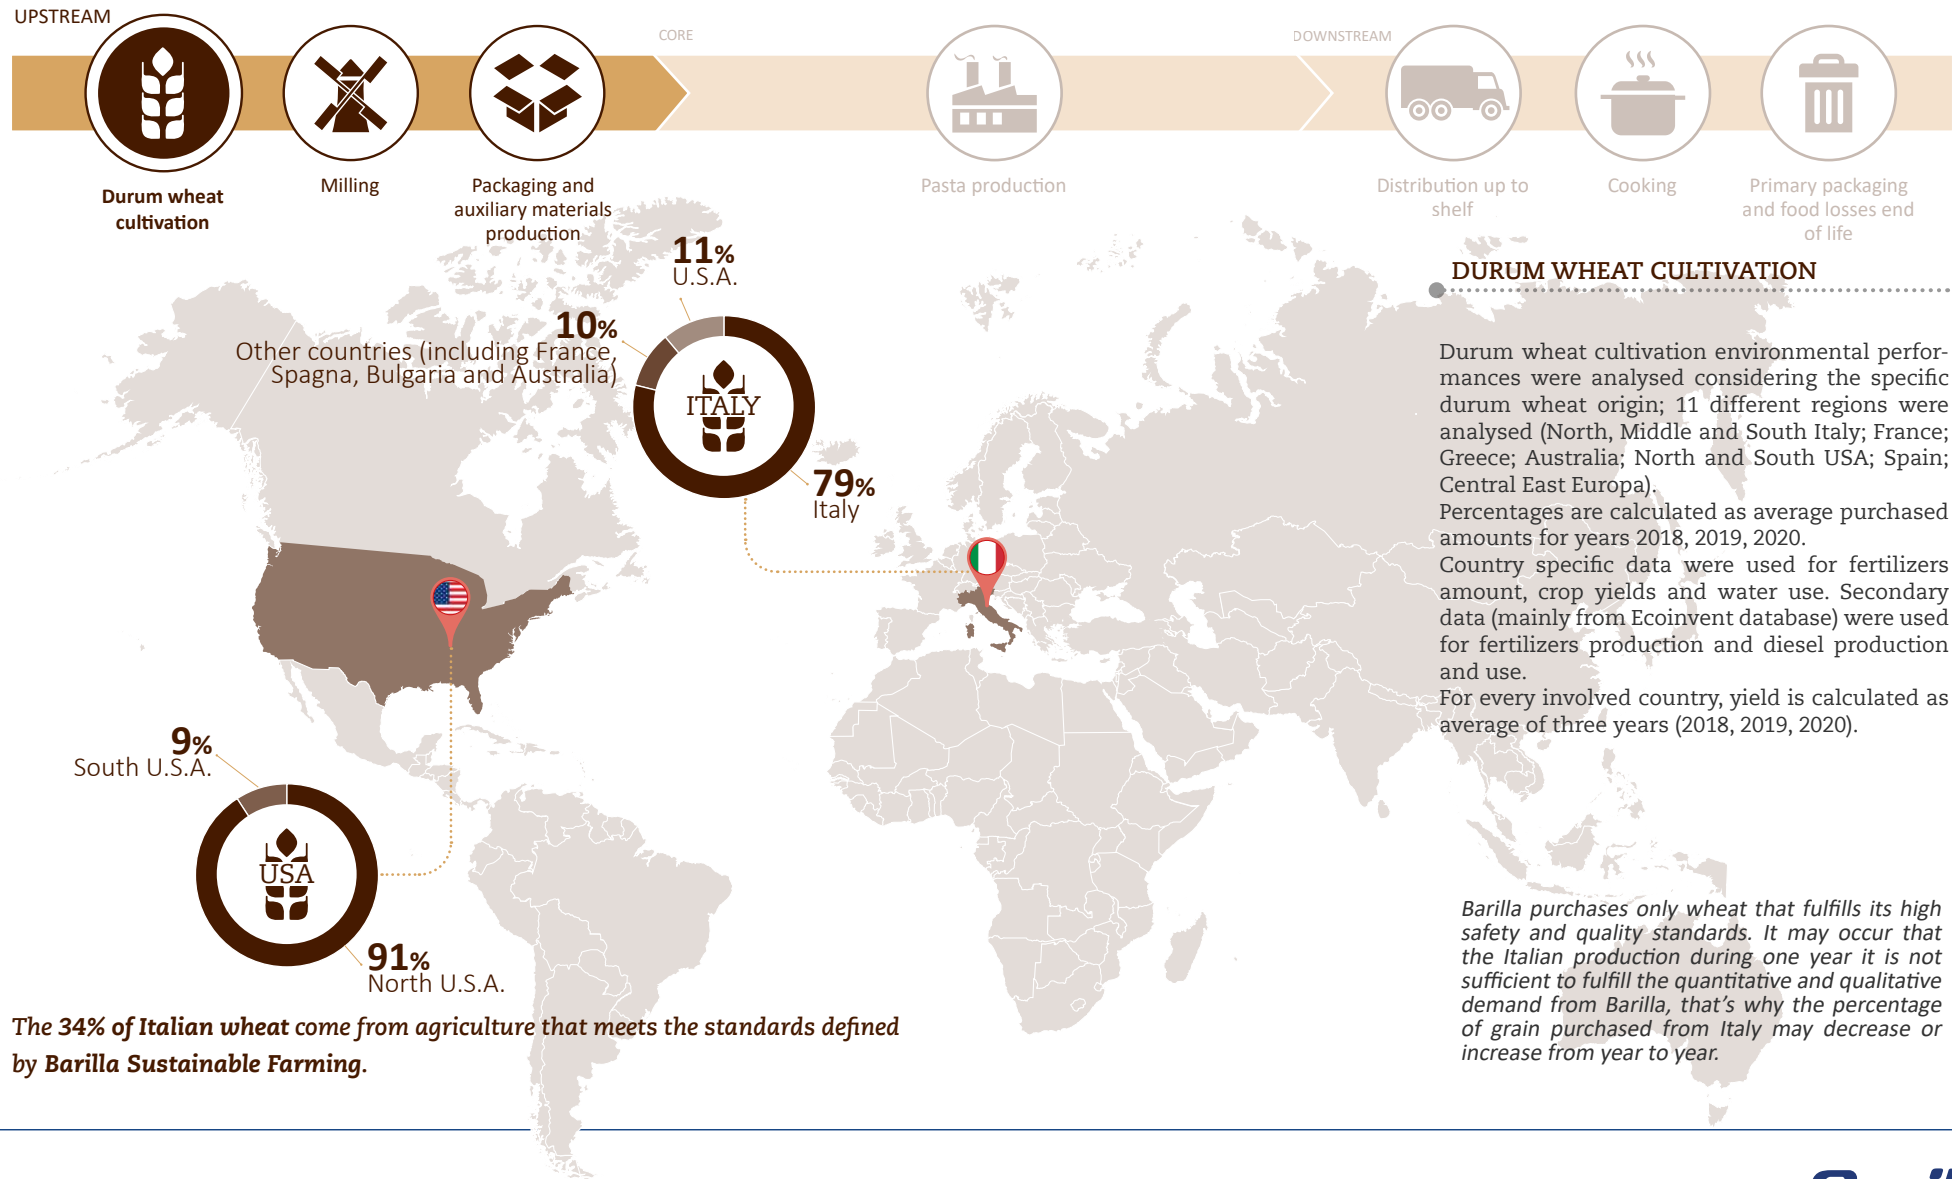 UPSTREAM
CORE
DOWNSTREAM
Durum wheat
cultivation
Milling
Packaging and
auxiliary materials
production
Pasta production
Distribution up to
shelf
Cooking
Primary packaging
and food losses end
of life
11%
U.S.A.
10%
Other countries (including France,
Spagna, Bulgaria and Australia)
ITALY
79%
Italy
9%
South U.S.A.
USA
91%
North U.S.A.
The 34% of Italian wheat come from agriculture that meets the standards defined
by Barilla Sustainable Farming.
DURUM WHEAT CULTIVATION
Durum wheat cultivation environmental perfor-
mances were analysed considering the specific
durum wheat origin; 11 different regions were
analysed (North, Middle and South Italy; France;
Greece; Australia; North and South USA; Spain;
Central East Europa).
Percentages are calculated as average purchased
amounts for years 2018, 2019, 2020.
Country specific data were used for fertilizers
amount, crop yields and water use. Secondary
data (mainly from Ecoinvent database) were used
for fertilizers production and diesel production
and use.
For every involved country, yield is calculated as
average of three years (2018, 2019, 2020).
Barilla purchases only wheat that fulfills its high
safety and quality standards. It may occur that
the Italian production during one year it is not
sufficient to fulfill the quantitative and qualitative
demand from Barilla, that's why the percentage
of grain purchased from Italy may decrease or
increase from year to year.